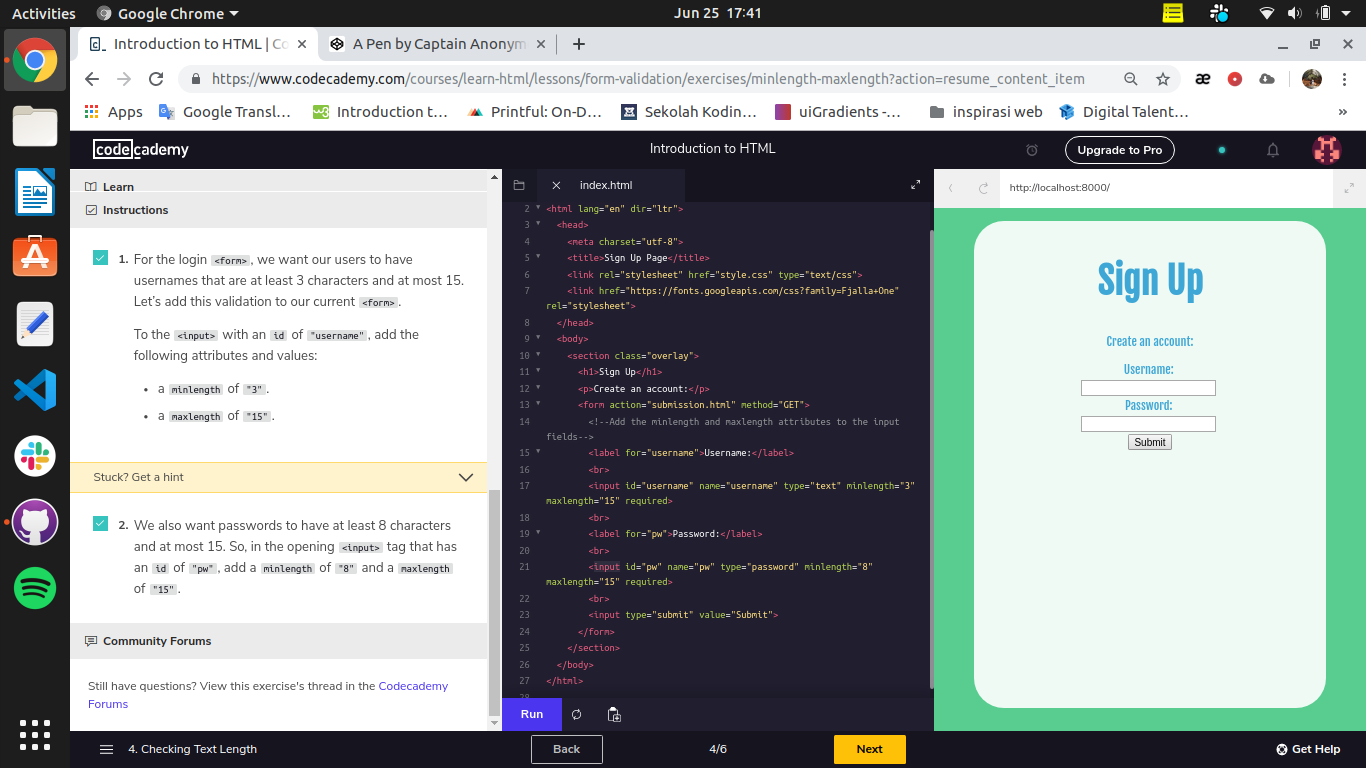 Activities
Google Chrome
Jun 25 17:41
Introduction to HTML | Co
A Pen by Captain Anonym
https://www.codecademy.com/courses/learn-html/lessons/form-validation/exercises/minlength-maxlength?action=resume_content_item
Apps
Google Transl...
Introduction t...
Printful: On-D...
Sekolah Kodin...
uiGradients -...
inspirasi web
Digital Talent...
»
codecademy
Introduction to HTML
Upgrade to Pro
Learn
Instructions
1. For the login <form>, we want our users to have
usernames that are at least 3 characters and at most 15.
Let's add this validation to our current <form>.
To the <input> with an id of "username", add the
following attributes and values:
• a minlength of "3".
• a maxlength of "15".
Stuck? Get a hint
2. We also want passwords to have at least 8 characters
and at most 15. So, in the opening <input> tag that has
an id of "pw", add a minlength of "8" and a maxlength
of "15".
Community Forums
Still have questions? View this exercise's thread in the Codecademy
Forums
index.html
2 <html lang="en" dir="ltr">
3 <head>
4 <meta charset="utf-8">
5 <title>Sign Up Page</title>
6 <link rel="stylesheet" href="style.css" type="text/css">
7 <link href="https://fonts.googleapis.com/css?family=Fjalla+One"
rel="stylesheet">
8 </head>
9 <body>
10 <section class="overlay">
11 <h1>Sign Up</h1>
12 <p>Create an account:</p>
13 <form action="submission.html" method="GET">
14 <!--Add the minlength and maxlength attributes to the input
fields-->
15 <label for="username">Username:</label>
16 <br>
17 <input id="username" name="username" type="text" minlength="3"
maxlength="15" required>
18 <br>
19 <label for="pw">Password:</label>
20 <br>
21 <input id="pw" name="pw" type="password" minlength="8"
maxlength="15" required>
22 <br>
23 <input type="submit" value="Submit">
24 </form>
25 </section>
26 </body>
27 </html>
28
Run
http://localhost:8000/
Sign Up
Create an account:
Username:
Password:
Submit
4. Checking Text Length
Back
4/6
Next
Get Help